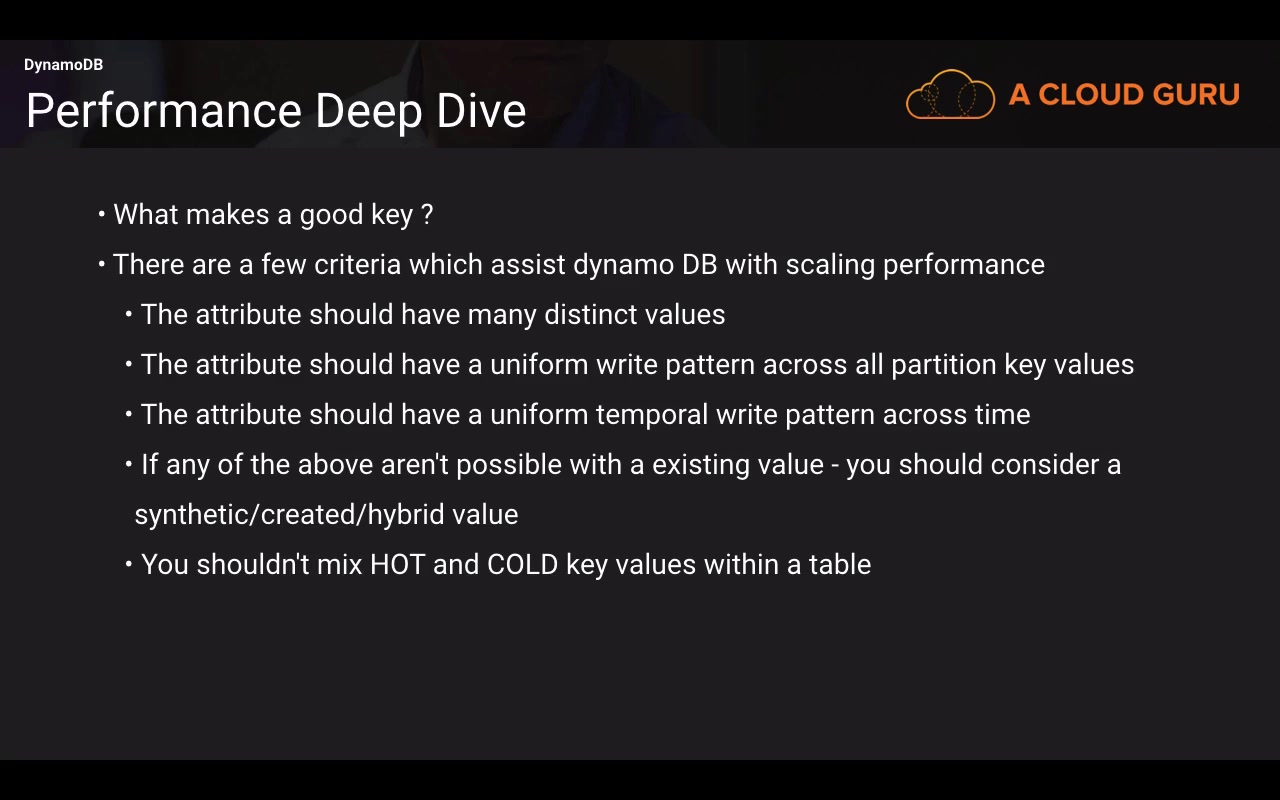 DynamoDB
Performance Deep Dive
A CLOUD GURU
• What makes a good key ?
• There are a few criteria which assist dynamo DB with scaling performance
• The attribute should have many distinct values
• The attribute should have a uniform write pattern across all partition key values
• The attribute should have a uniform temporal write pattern across time
• If any of the above aren't possible with a existing value - you should consider a
synthetic/created/hybrid value
• You shouldn't mix HOT and COLD key values within a table